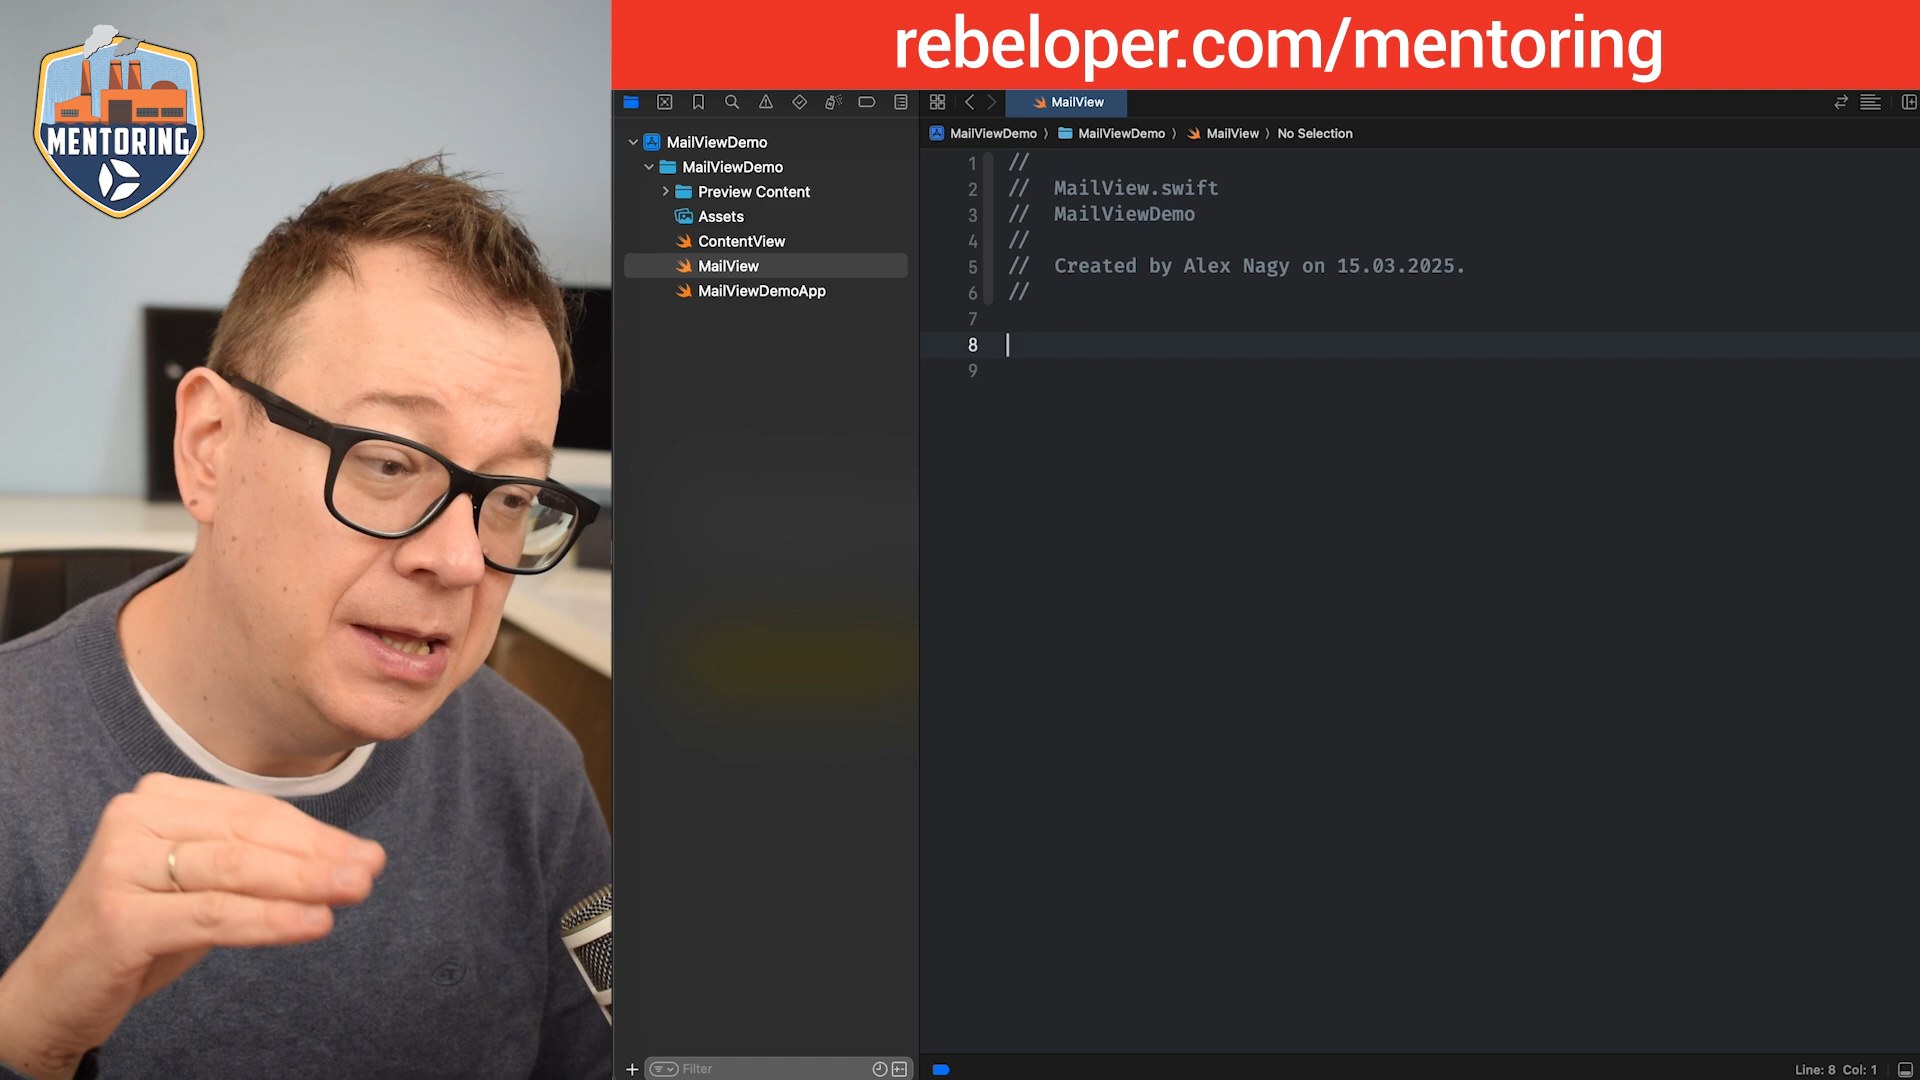 rebeloper.com/mentoring
MENTORING
MailView
MailViewDemo
MailViewDemo
Preview Content
Assets
ContentView
MailView
MailViewDemoApp
MailViewDemo 〉 MailViewDemo 〉 MailView 〉 No Selection
1 //
2 // MailView.swift
3 // MailViewDemo
4 //
5 // Created by Alex Nagy on 15.03.2025.
6 //
7
8
9
Filter
Line: 8 Col: 1